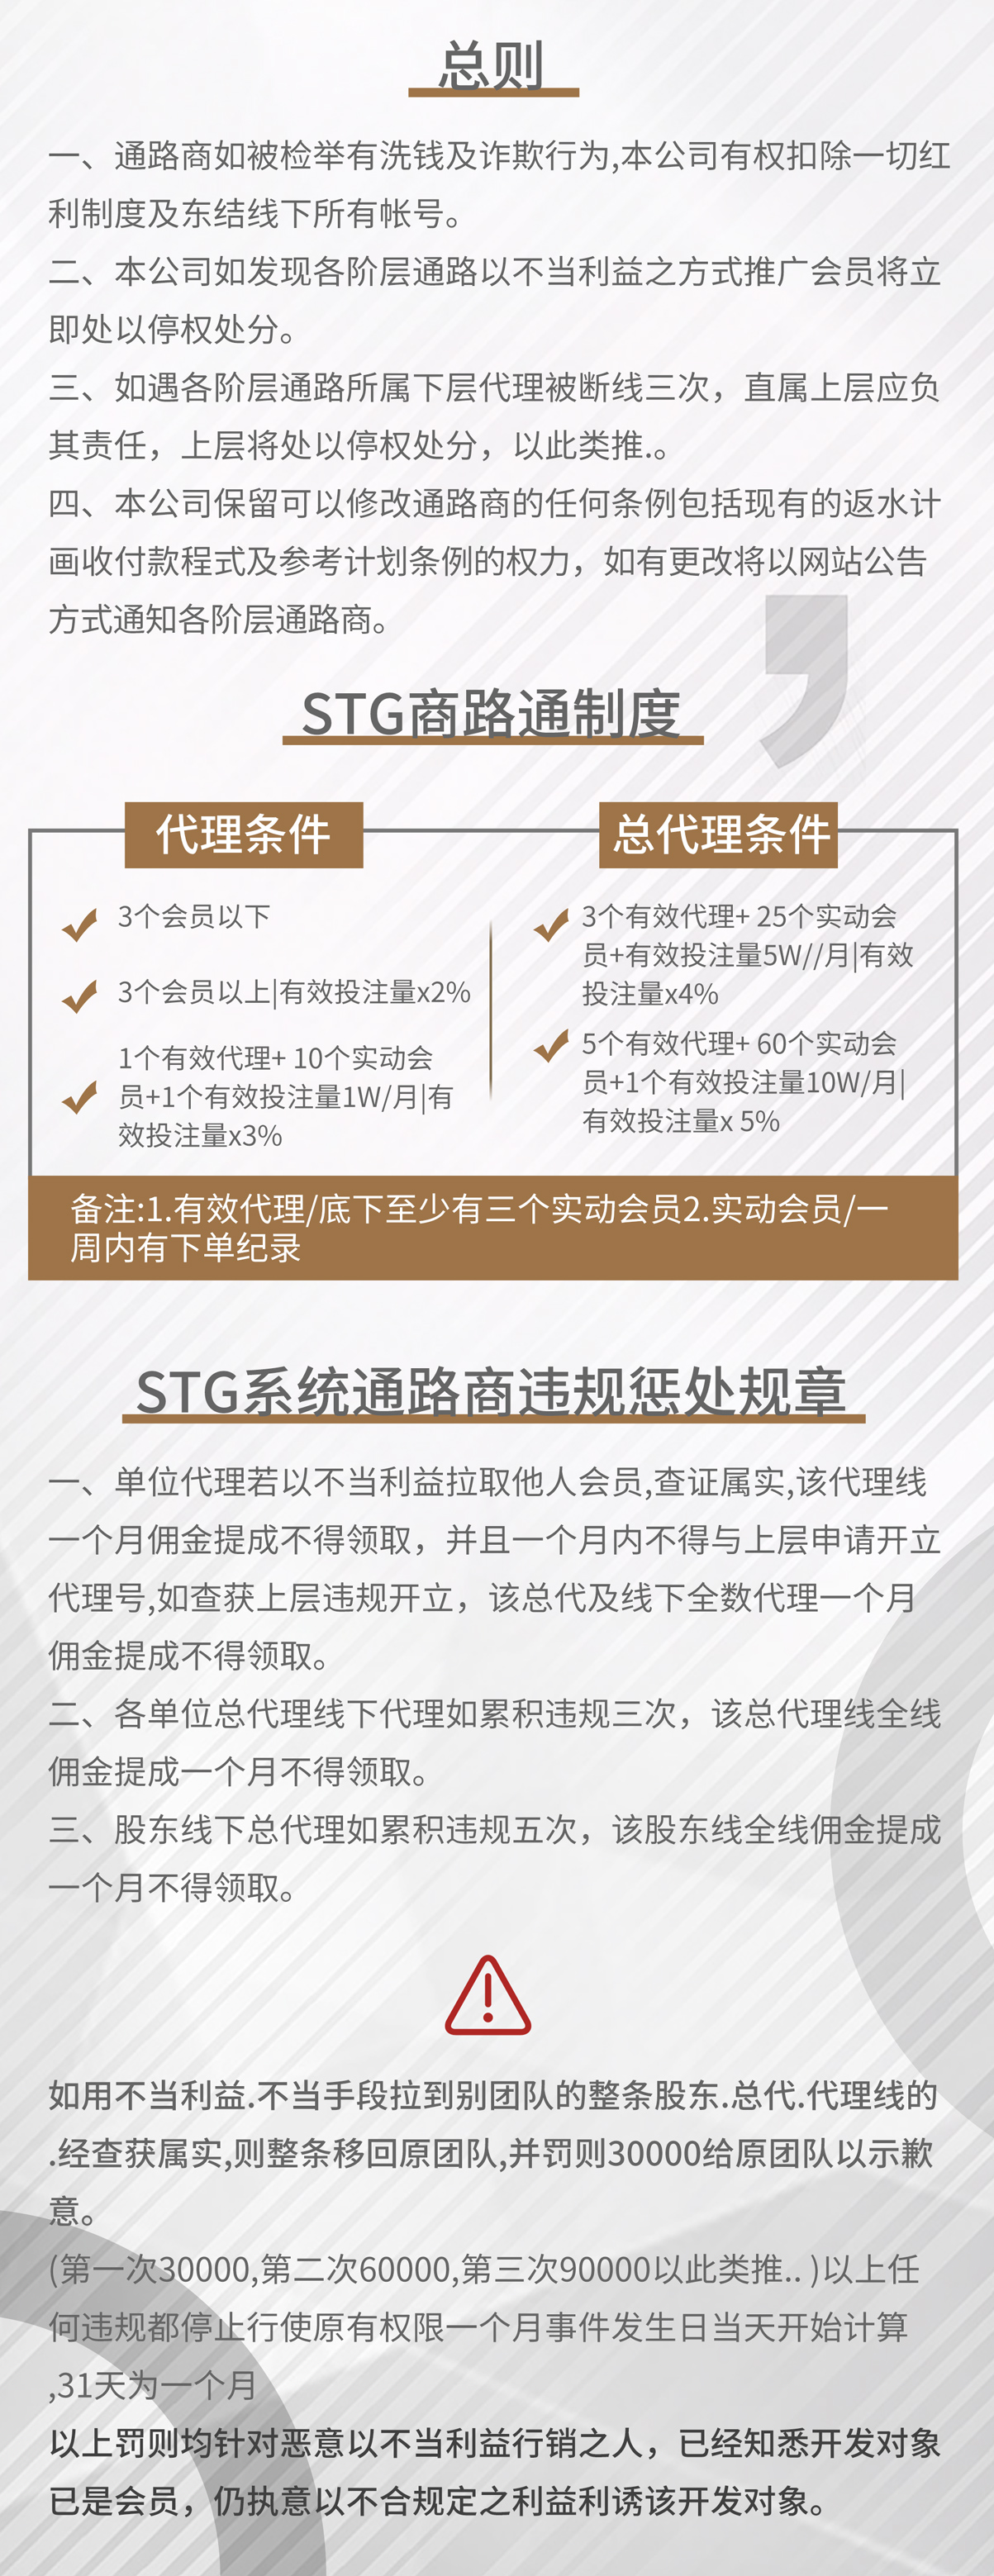 总则
一、通路商如被检举有洗钱及诈欺行为,本公司有权扣除一切红
利制度及东结线下所有帐号。
二、本公司如发现各阶层通路以不当利益之方式推广会员将立
即处以停权处分。
三、如遇各阶层通路所属下层代理被断线三次，直属上层应负
其责任，上层将处以停权处分，以此类推.。
四、本公司保留可以修改通路商的任何条例包括现有的返水计
画收付款程式及参考计划条例的权力，如有更改将以网站公告
方式通知各阶层通路商。
STG商路通制度
代理条件
3个会员以下
3个会员以上|有效投注量x2%
1个有效代理+ 10个实动会
员+1个有效投注量1W/月|有
效投注量x3%
总代理条件
3个有效代理+ 25个实动会
员+有效投注量5W//月|有效
投注量x4%
5个有效代理+ 60个实动会
员+1个有效投注量10W/月|
有效投注量x 5%
备注:1.有效代理/底下至少有三个实动会员2.实动会员/一
周内有下单纪录
STG系统通路商违规惩处规章
一、单位代理若以不当利益拉取他人会员,查证属实,该代理线
一个月佣金提成不得领取，并且一个月内不得与上层申请开立
代理号,如查获上层违规开立，该总代及线下全数代理一个月
佣金提成不得领取。
二、各单位总代理线下代理如累积违规三次，该总代理线全线
佣金提成一个月不得领取。
三、股东线下总代理如累积违规五次，该股东线全线佣金提成
一个月不得领取。
如用不当利益.不当手段拉到别团队的整条股东.总代.代理线的
.经查获属实,则整条移回原团队,并罚则30000给原团队以示歉
意。
(第一次30000,第二次60000,第三次90000以此类推.. )以上任
何违规都停止行使原有权限一个月事件发生日当天开始计算
,31天为一个月
以上罚则均针对恶意以不当利益行销之人，已经知悉开发对象
已是会员，仍执意以不合规定之利益利诱该开发对象。